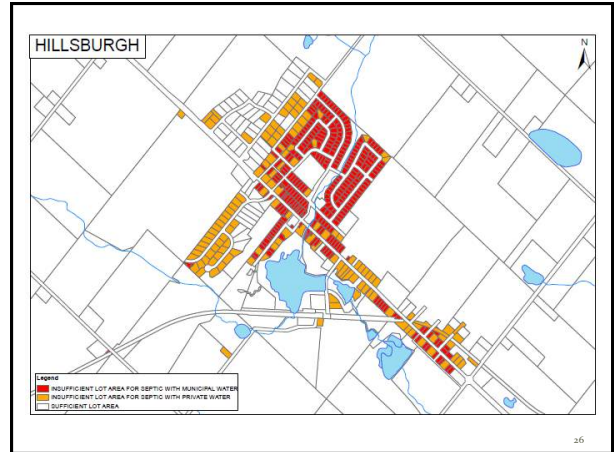 HILLSBURGH
N
Legend
INSUFFICIENT LOT AREA FOR SEPTIC WITH MUNICIPAL WATER
INSUFFICIENT LOT AREA FOR SEPTIC WITH PRIVATE WATER
SUFFICIENT LOT AREA
26